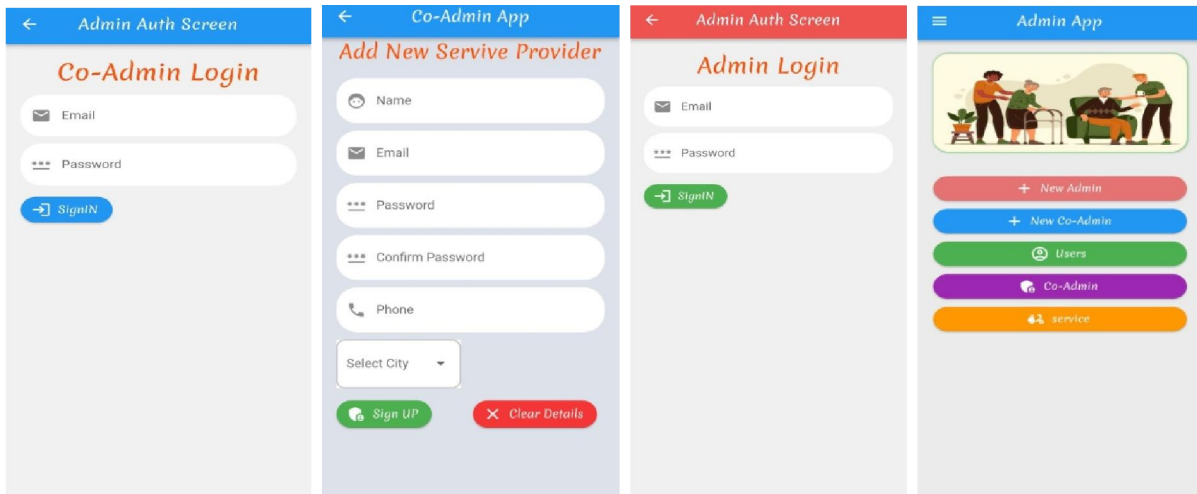 Admin Auth Screen
Co-Admin Login
Email
Password
SignIN
Co-Admin App
Add New Servive Provider
Name
Email
Password
Confirm Password
Phone
Select City
Sign UP
Clear Details
Admin Auth Screen
Admin Login
Email
Password
SignIN
Admin App
New Admin
New Co-Admin
Users
Co-Admin
service